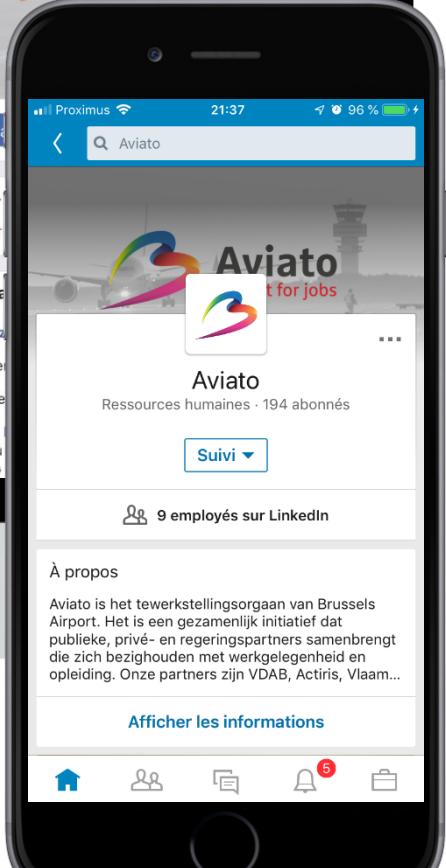 Proximus 21:37 96 %
Aviato
Aviato
t for jobs
Aviato
Ressources humaines · 194 abonnés
Suivi
9 employés sur LinkedIn
À propos
Aviato is het tewerkstellingsorgaan van Brussels
Airport. Het is een gezamenlijk initiatief dat
publieke, privé- en regeringspartners samenbrengt
die zich bezighouden met werkgelegenheid en
opleiding. Onze partners zijn VDAB, Actiris, Vlaam...
Afficher les informations
5